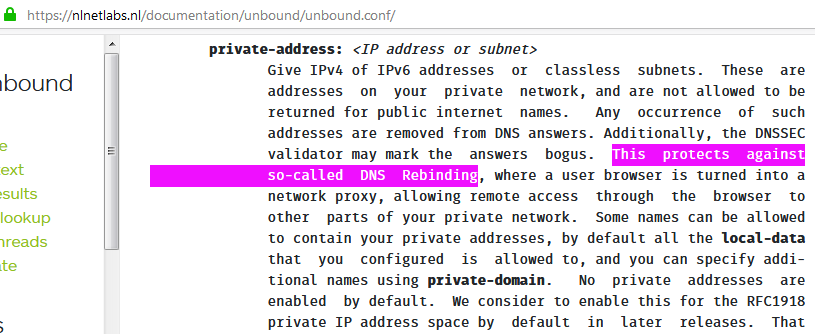 https://nlnetlabs.nl/documentation/unbound/unbound.conf/
nbound
e
ext
esults
lookup
hreads
ate
s
private-address: <IP address or subnet>
Give IPv4 of IPv6 addresses or classless subnets. These are
addresses on your private network, and are not allowed to be
returned for public internet names. Any occurrence of such
addresses are removed from DNS answers. Additionally, the DNSSEC
validator may mark the answers bogus. This protects against
so-called DNS Rebinding, where a user browser is turned into a
network proxy, allowing remote access through the browser to
other parts of your private network. Some names can be allowed
to contain your private addresses, by default all the local-data
that you configured is allowed to, and you can specify addi-
tional names using private-domain. No private addresses are
enabled by default. We consider to enable this for the RFC1918
private IP address space by default in later releases. That